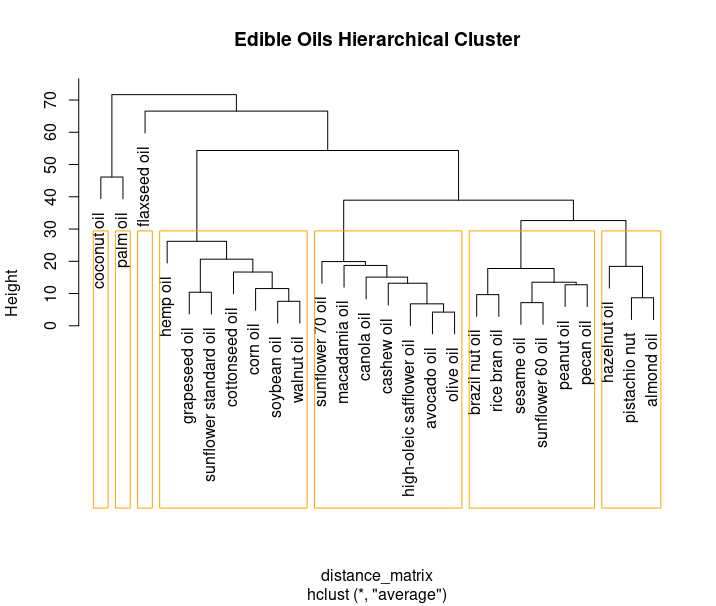 Edible Oils Hierarchical Cluster
Height
70
60
50
40
30
20
10
0
coconut oil
palm oil
flaxseed oil
hemp oil
grapeseed oil
sunflower standard oil
cottonseed oil
corn oil
soybean oil
walnut oil
sunflower 70 oil
macadamia oil
canola oil
cashew oil
high-oleic safflower oil
avocado oil
olive oil
brazil nut oil
rice bran oil
sesame oil
sunflower 60 oil
peanut oil
pecan oil
hazelnut oil
pistachio nut
almond oil
distance_matrix
hclust (*, "average")